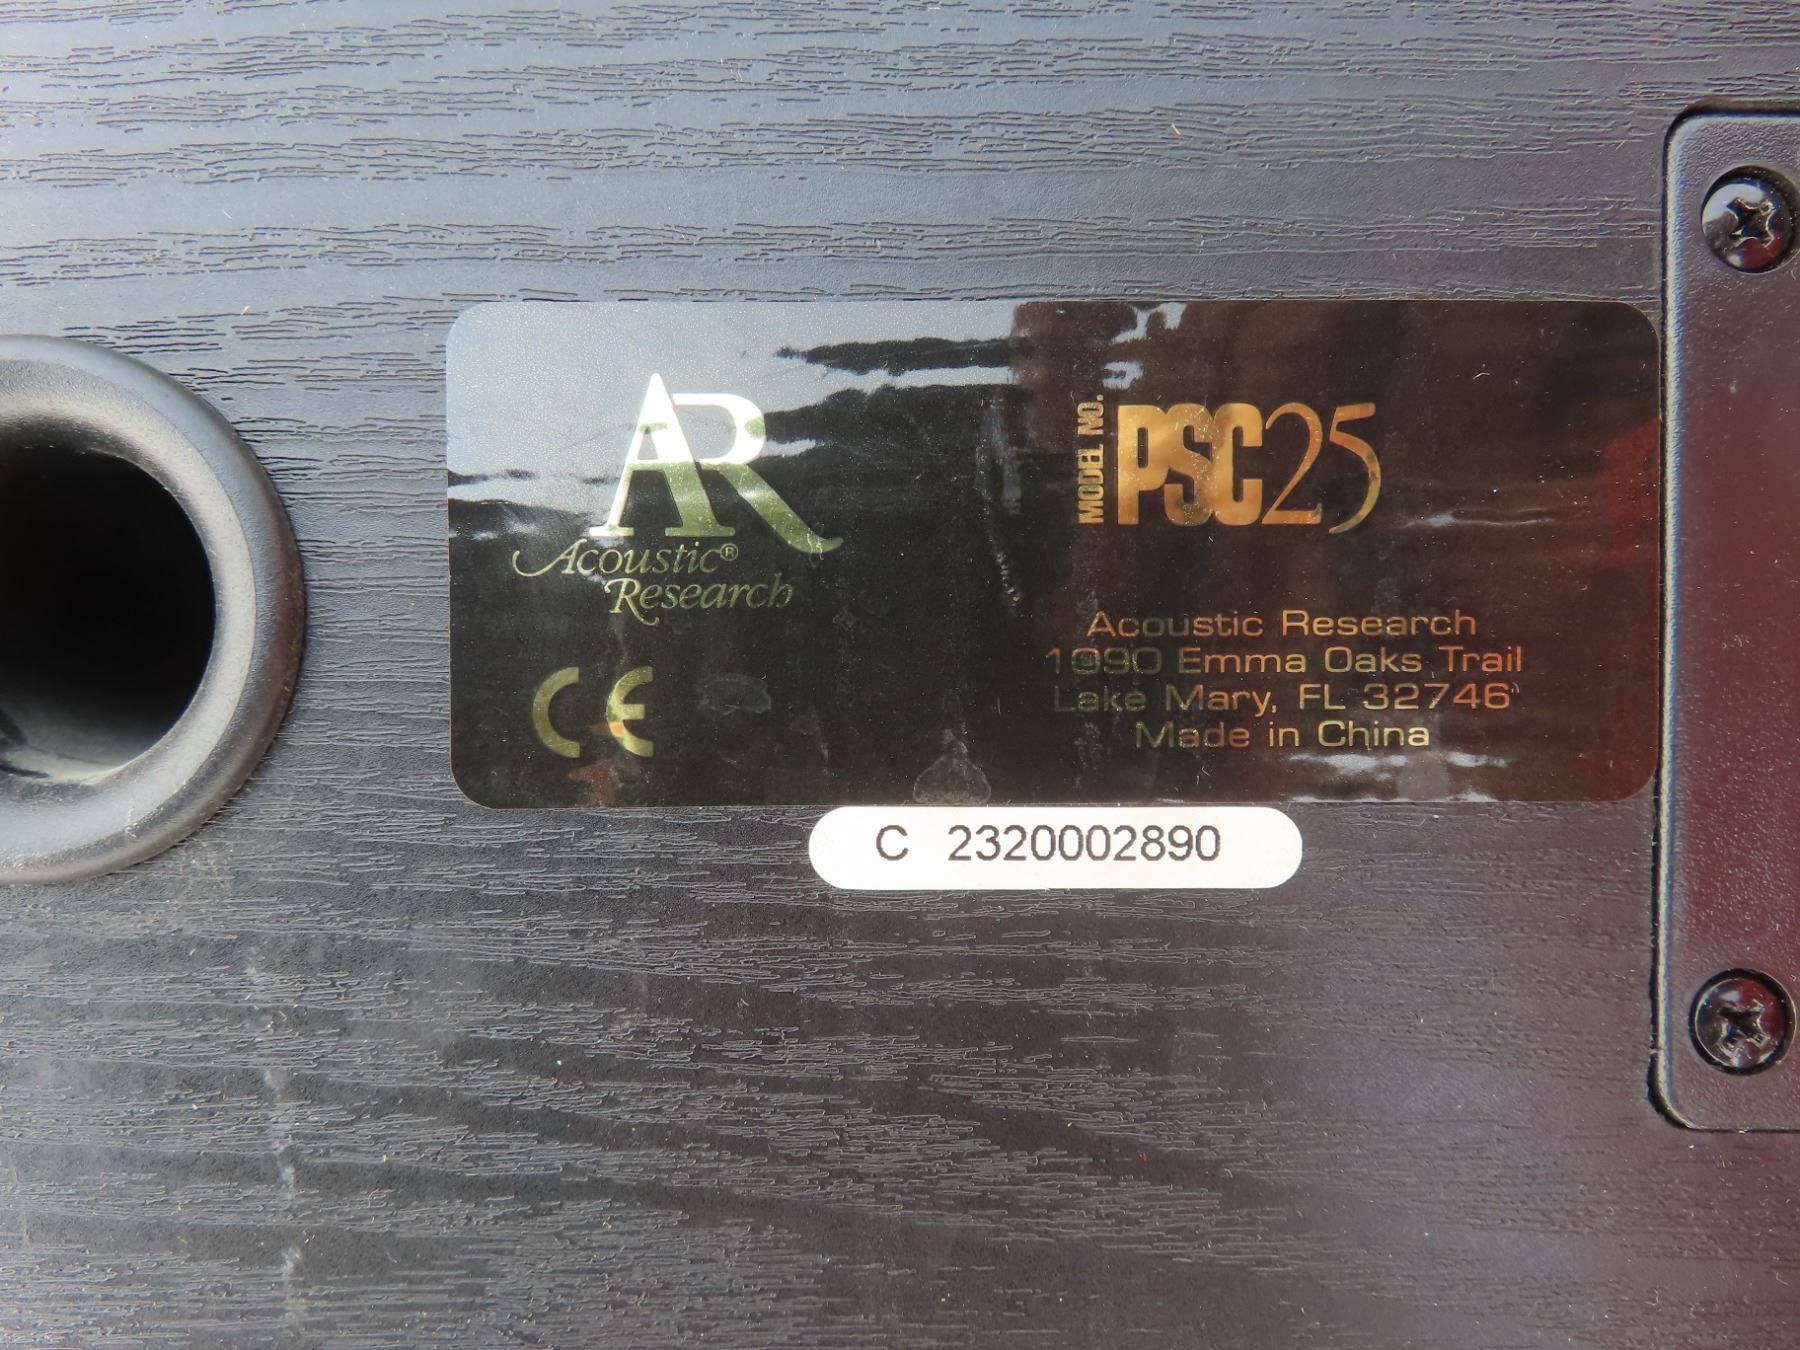 AR
Acoustic®
Research
MODEL NO. PSC25
Acoustic Research
1090 Emma Oaks Trail
Lake Mary, FL 32746
Made in China
CE
C 2320002890